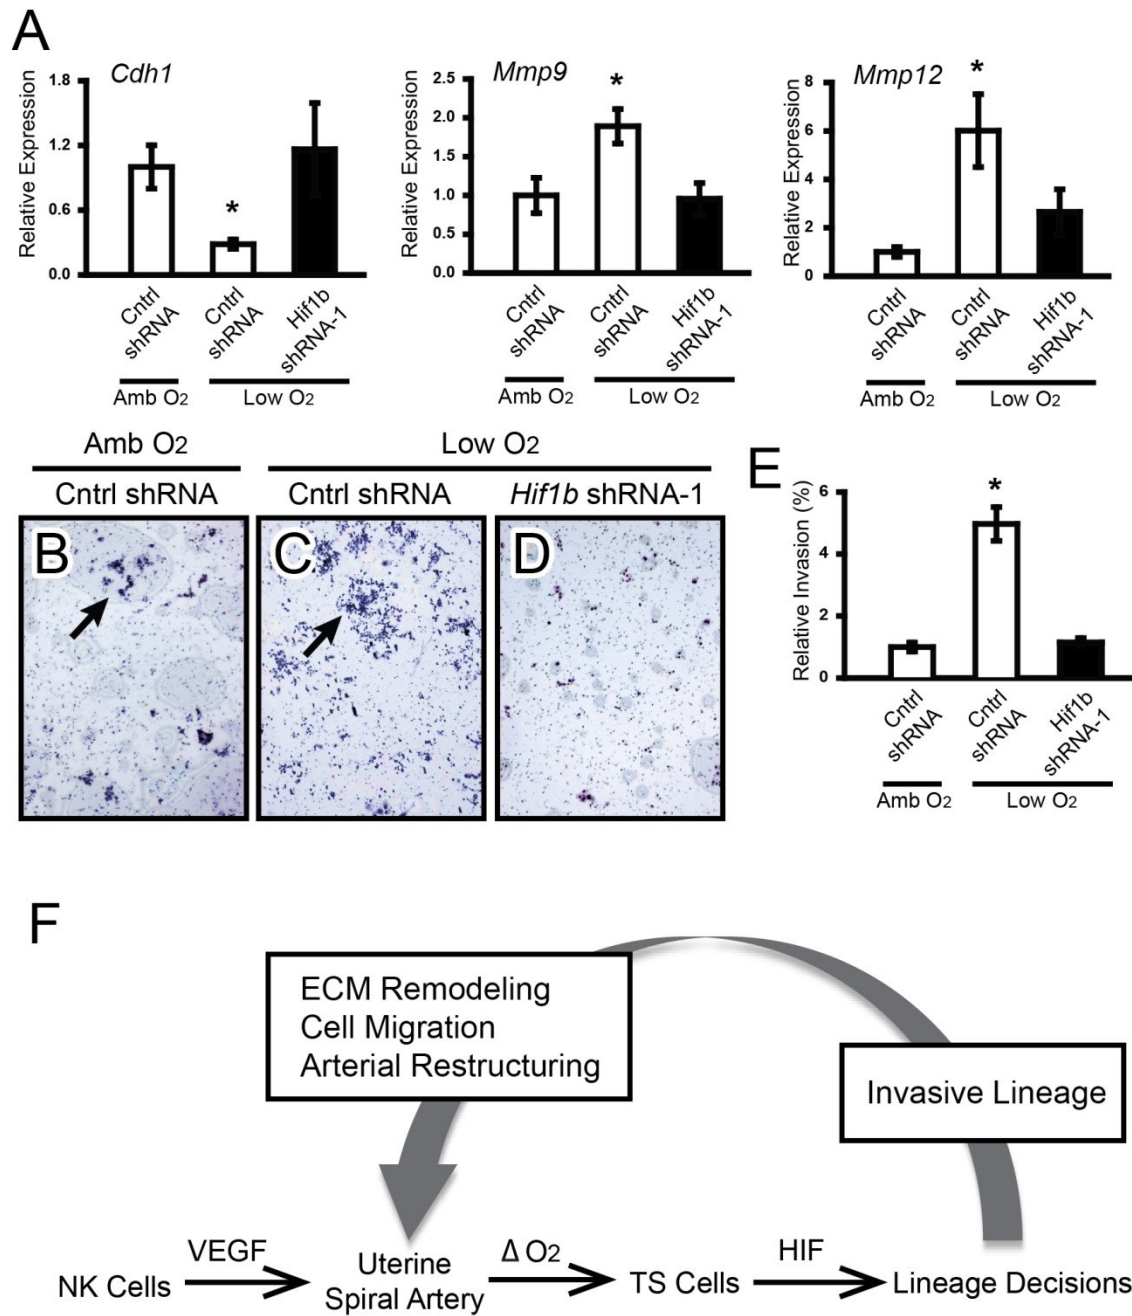 A
Cdh1
Relative Expression
1.8
1.2
0.6
0.0
*
Cntrl shRNA
Cntrl shRNA
Hif1b shRNA-1
Amb O2
Low O2
Mmp9
Relative Expression
2.5
2.0
1.5
1.0
0.5
0.0
*
Cntrl shRNA
Cntrl shRNA
Hif1b shRNA-1
Amb O2
Low O2
Mmp12
Relative Expression
8
6
4
2
0
*
Cntrl shRNA
Cntrl shRNA
Hif1b shRNA-1
Amb O2
Low O2
Amb O2
Low O2
Cntrl shRNA
Cntrl shRNA
Hif1b shRNA-1
B
C
D
E
Relative Invasion (%)
6
4
2
0
*
Cntrl shRNA
Cntrl shRNA
Hif1b shRNA-1
Amb O2
Low O2
F
ECM Remodeling
Cell Migration
Arterial Restructuring
Invasive Lineage
NK Cells
VEGF
Uterine
Spiral Artery
Δ O2
TS Cells
HIF
Lineage Decisions